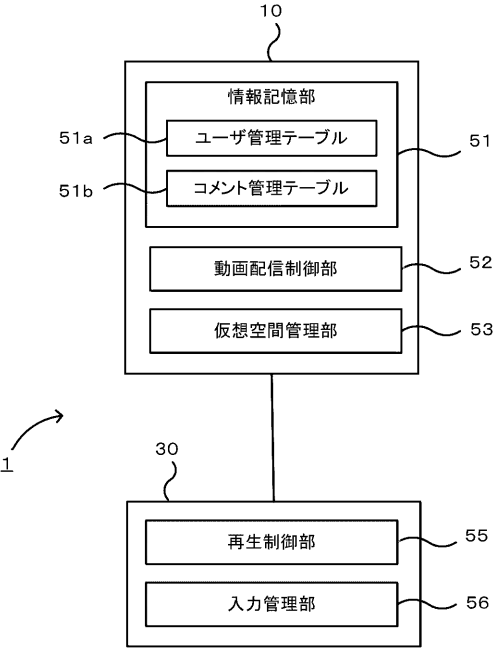 10
情報記憶部
51a
ユーザ管理テーブル
51
51b
コメント管理テーブル
動画配信制御部
52
仮想空間管理部
53
1
30
再生制御部
55
入力管理部
56